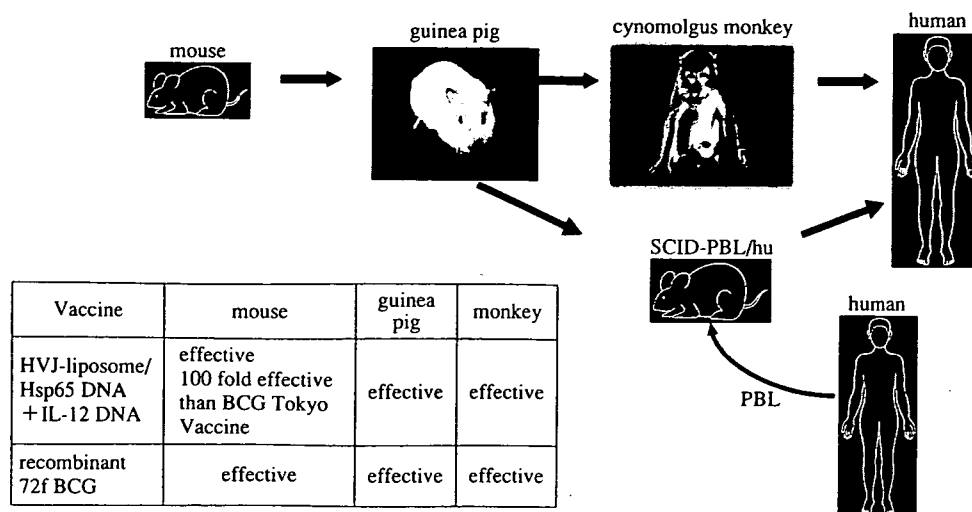 mouse
guinea pig
cynomolgus monkey
human
SCID-PBL/hu
human
PBL
Vaccine
mouse
guinea
pig
monkey
HVJ-liposome/
Hsp65 DNA
＋IL-12 DNA
effective
100 fold effective
than BCG Tokyo
Vaccine
effective
effective
recombinant
72f BCG
effective
effective
effective